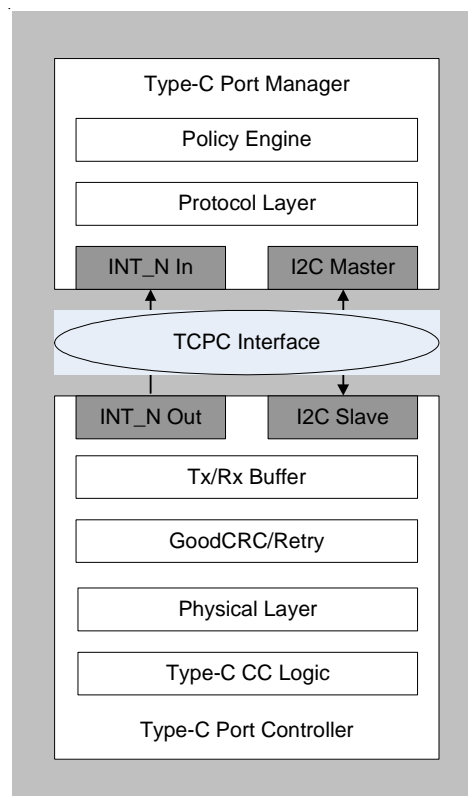 Type-C Port Manager
Policy Engine
Protocol Layer
INT_N In I2C Master
TCPC Interface
INT_N Out I2C Slave
Tx/Rx Buffer
GoodCRC/Retry
Physical Layer
Type-C CC Logic
Type-C Port Controller